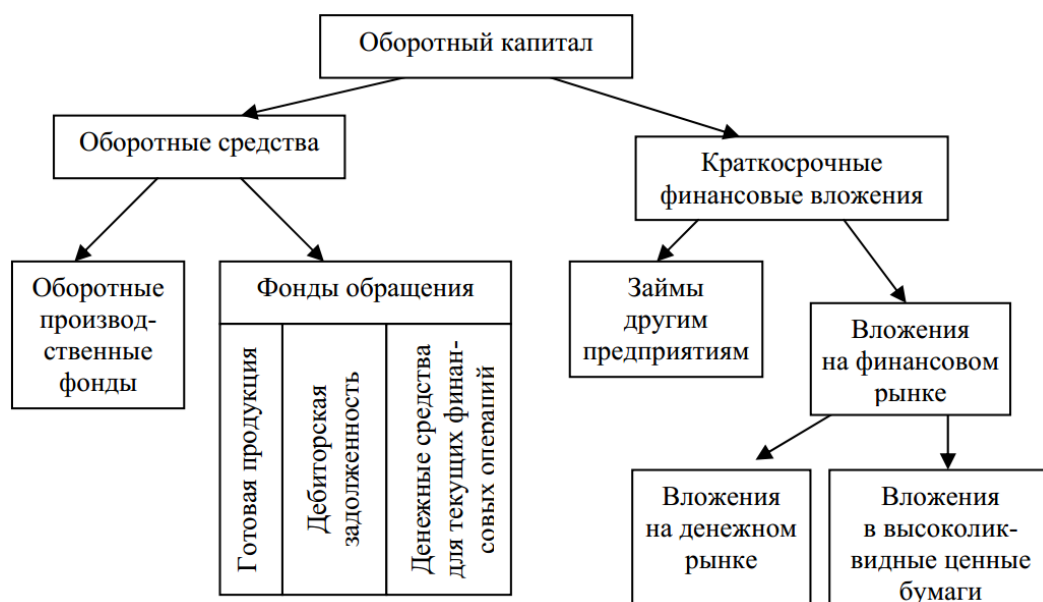 Оборотный капитал
Оборотные средства
Краткосрочные
финансовые вложения
Оборотные
производ-
ственные
фонды
Фонды обращения
Готовая продукция
Дебиторская
задолженность
Денежные средства
для текущих финан-
совых операций
Займы
другим
предприятиям
Вложения
на финансовом
рынке
Вложения
на денежном
рынке
Вложения
в высоколик-
видные ценные
бумаги